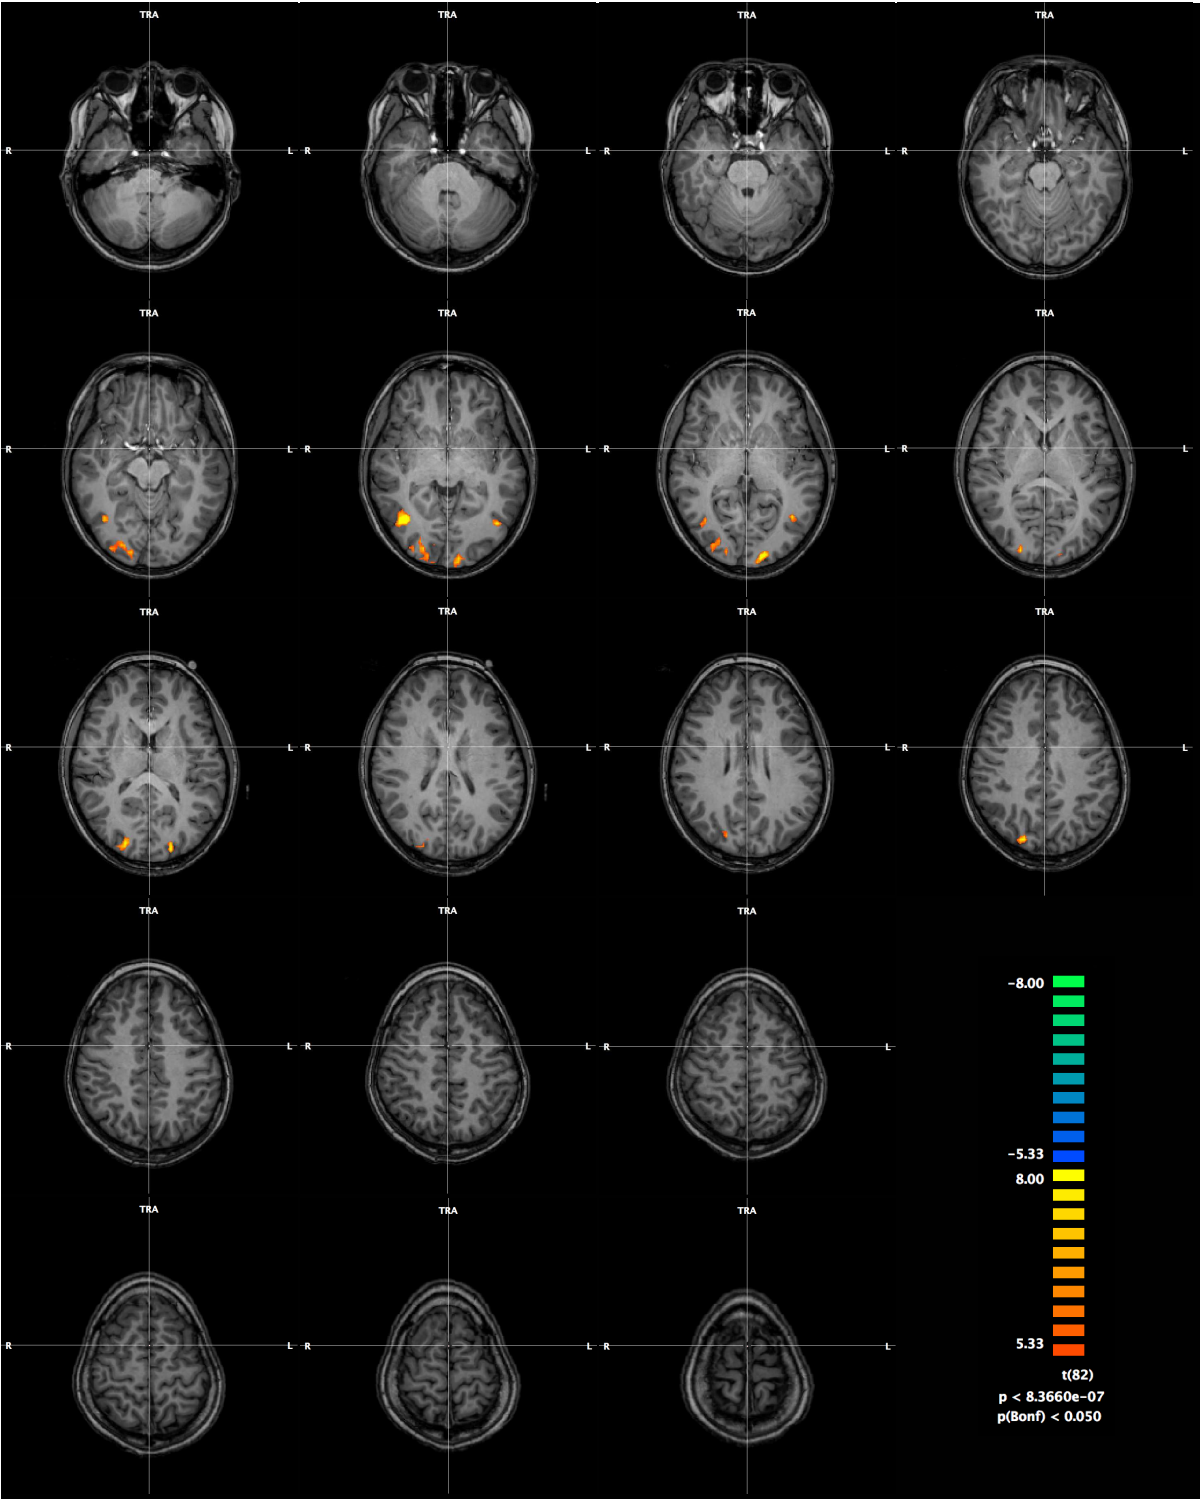 TRA TRA TRA TRA
R L R L R L R L
TRA TRA TRA TRA
R L R L R L R L
TRA TRA TRA TRA
R L R L R L R L
TRA TRA TRA
R L R L R L
TRA TRA TRA
R L R L R L
−8.00
−5.33
8.00
5.33
t(82)
p < 8.3660e−07
p(Bonf) < 0.050